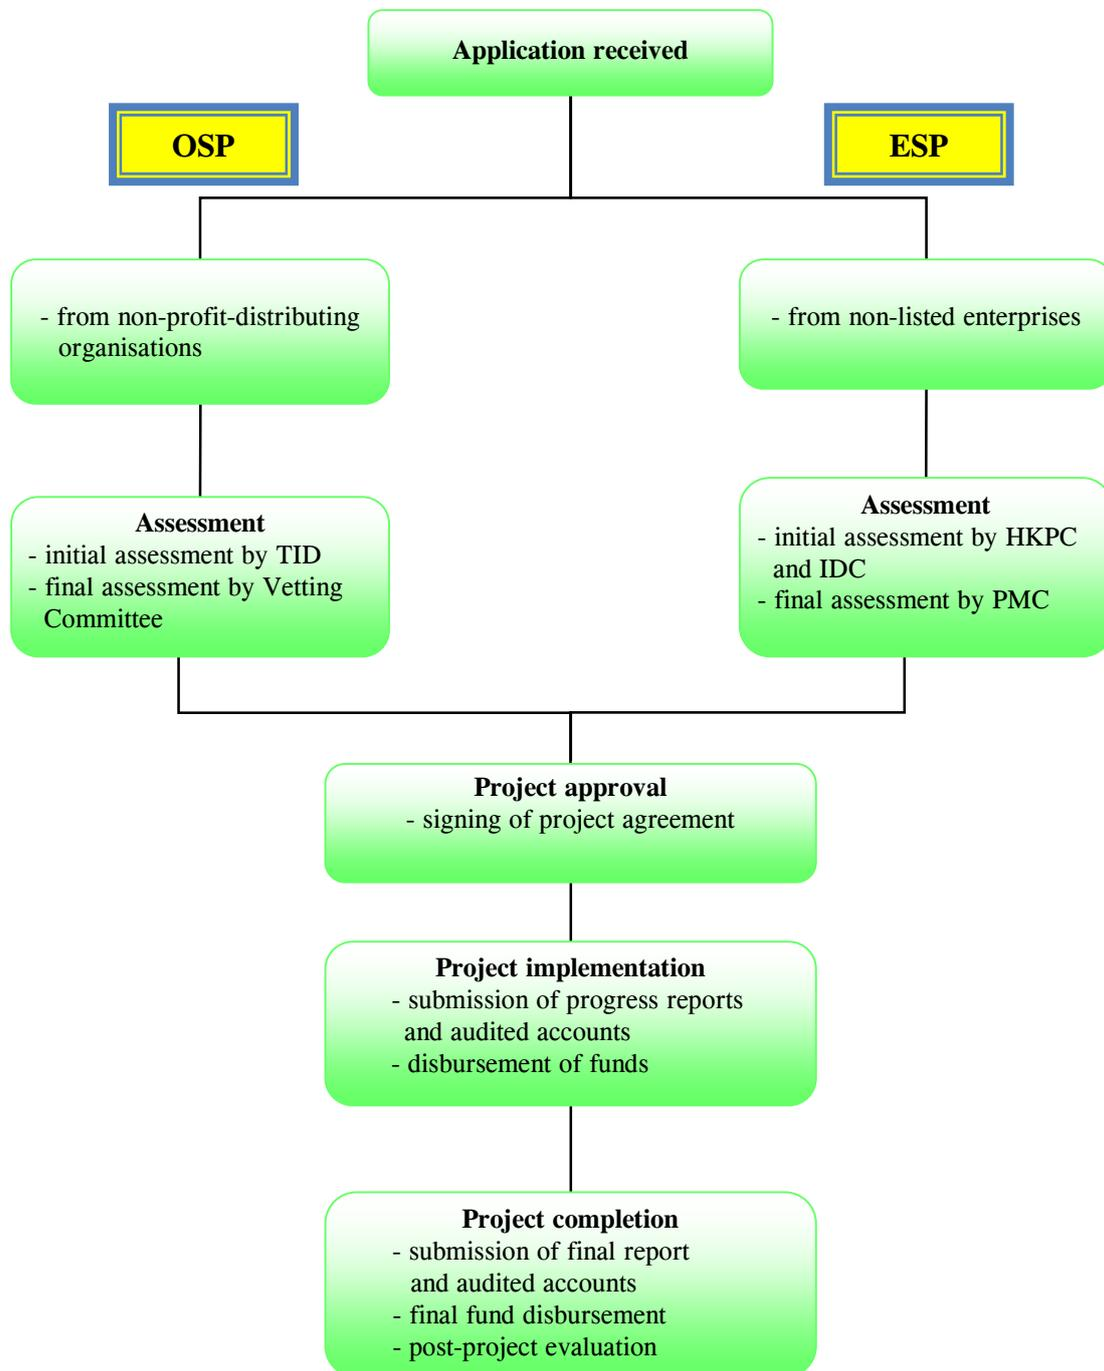 Application received
OSP
ESP
- from non-profit-distributing
organisations
- from non-listed enterprises
Assessment
- initial assessment by TID
- final assessment by Vetting
Committee
Assessment
- initial assessment by HKPC
and IDC
- final assessment by PMC
Project approval
- signing of project agreement
Project implementation
- submission of progress reports
and audited accounts
- disbursement of funds
Project completion
- submission of final report
and audited accounts
- final fund disbursement
- post-project evaluation